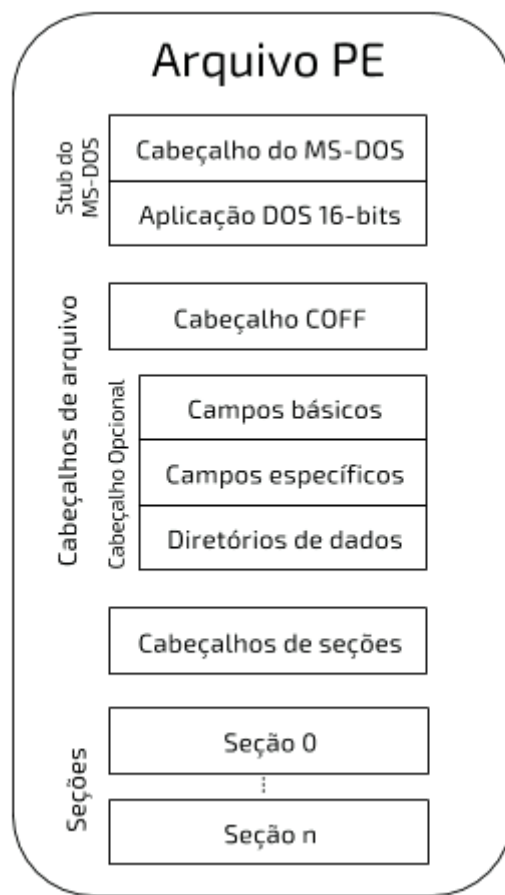 Arquivo PE
Stub do
MS-DOS
Cabeçalho do MS-DOS
Aplicação DOS 16-bits
Cabeçalhos de arquivo
Cabeçalho COFF
Cabeçalho Opcional
Campos básicos
Campos específicos
Diretórios de dados
Cabeçalhos de seções
Seções
Seção 0
Seção n